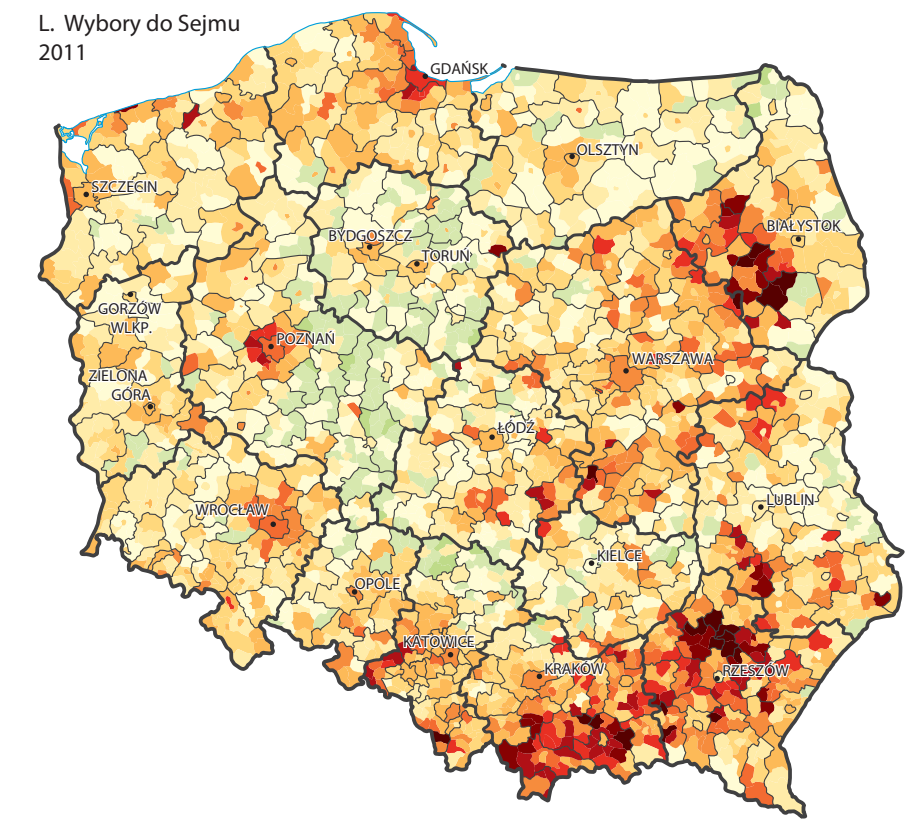 L. Wybory do Sejmu
2011
GDAŃSK
OLSZTYN
SZCZECIN
BIAŁYSTOK
BYDGOSZCZ
TORUŃ
GORZÓW
WLKP.
POZNAŃ
WARSZAWA
ZIELONA
GÓRA
ŁÓDŹ
LUBLIN
WROCŁAW
KIELCE
OPOLE
KATOWICE
KRAKÓW
RZESZÓW